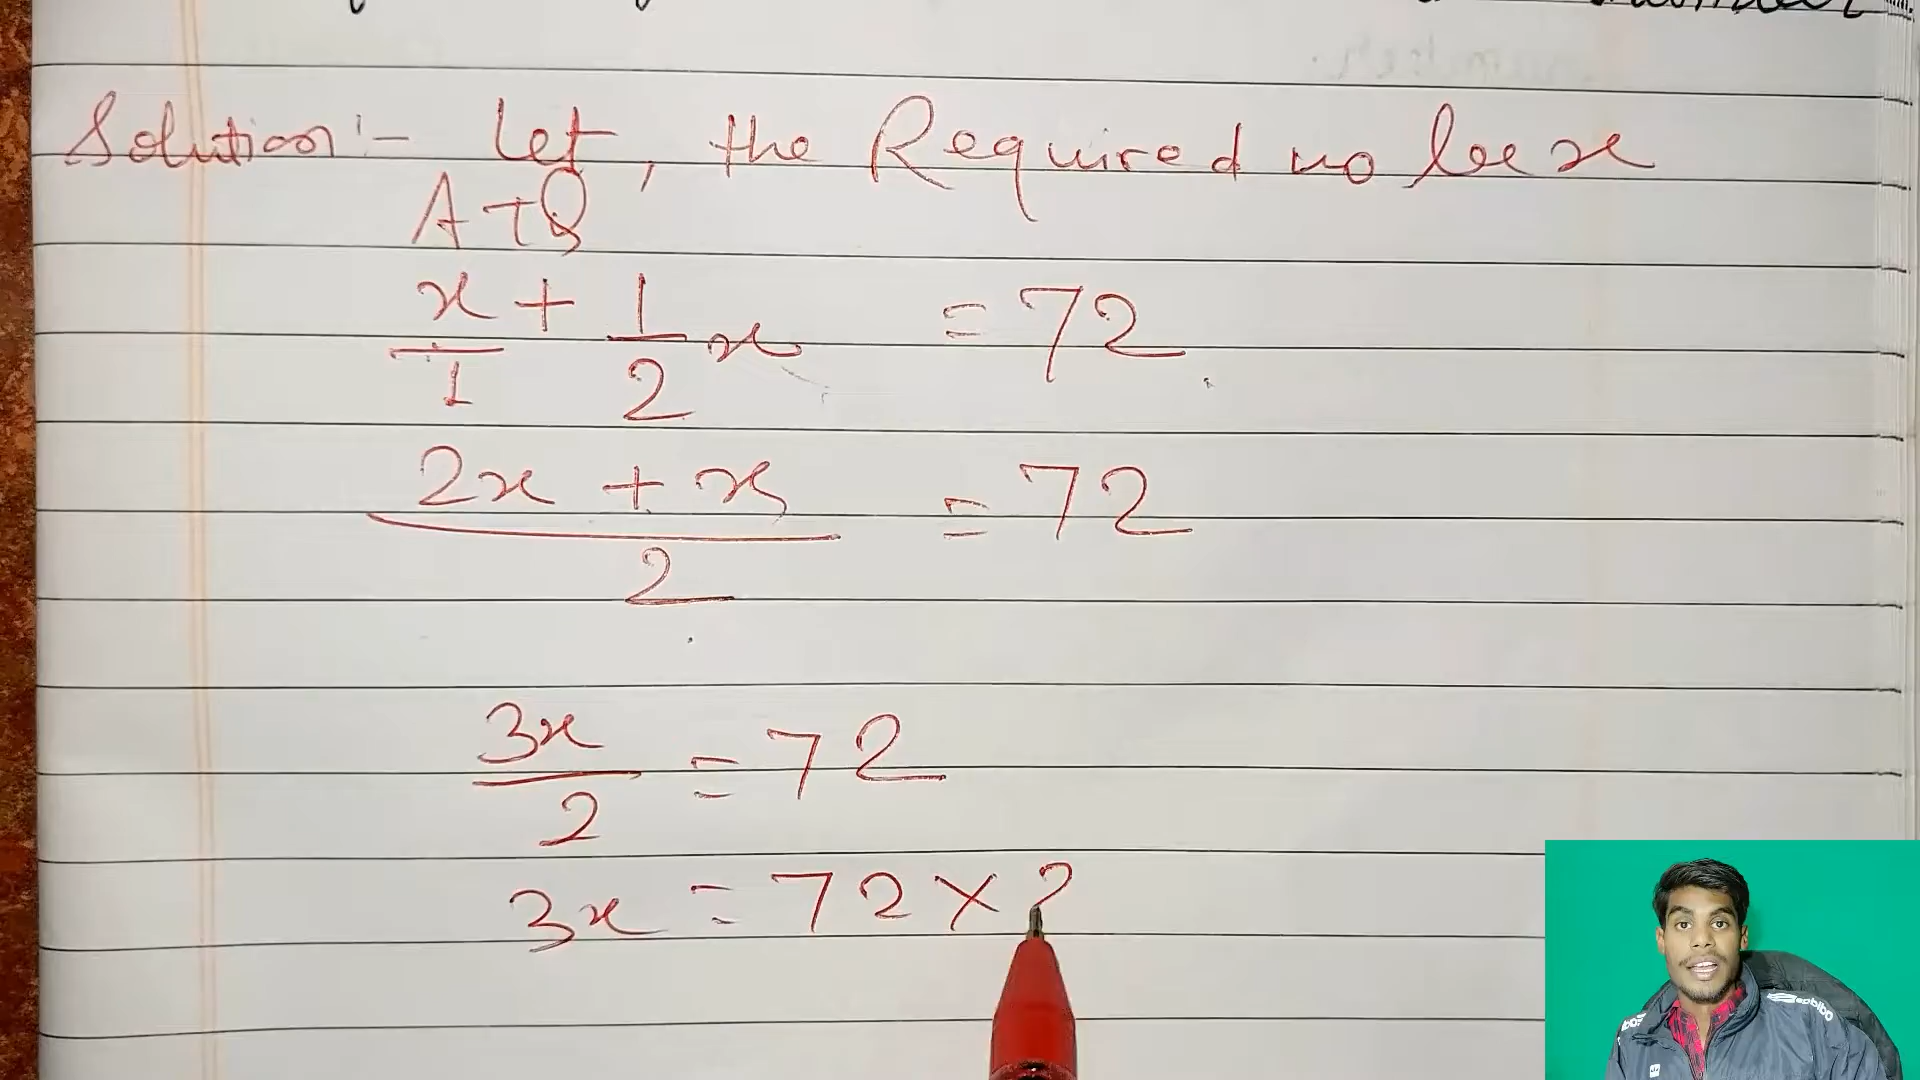 Solution:- Let, the Required no be x
ATQ
x/1 + 1/2 x = 72
2x + x / 2 = 72
3x/2 = 72
3x = 72 × 2